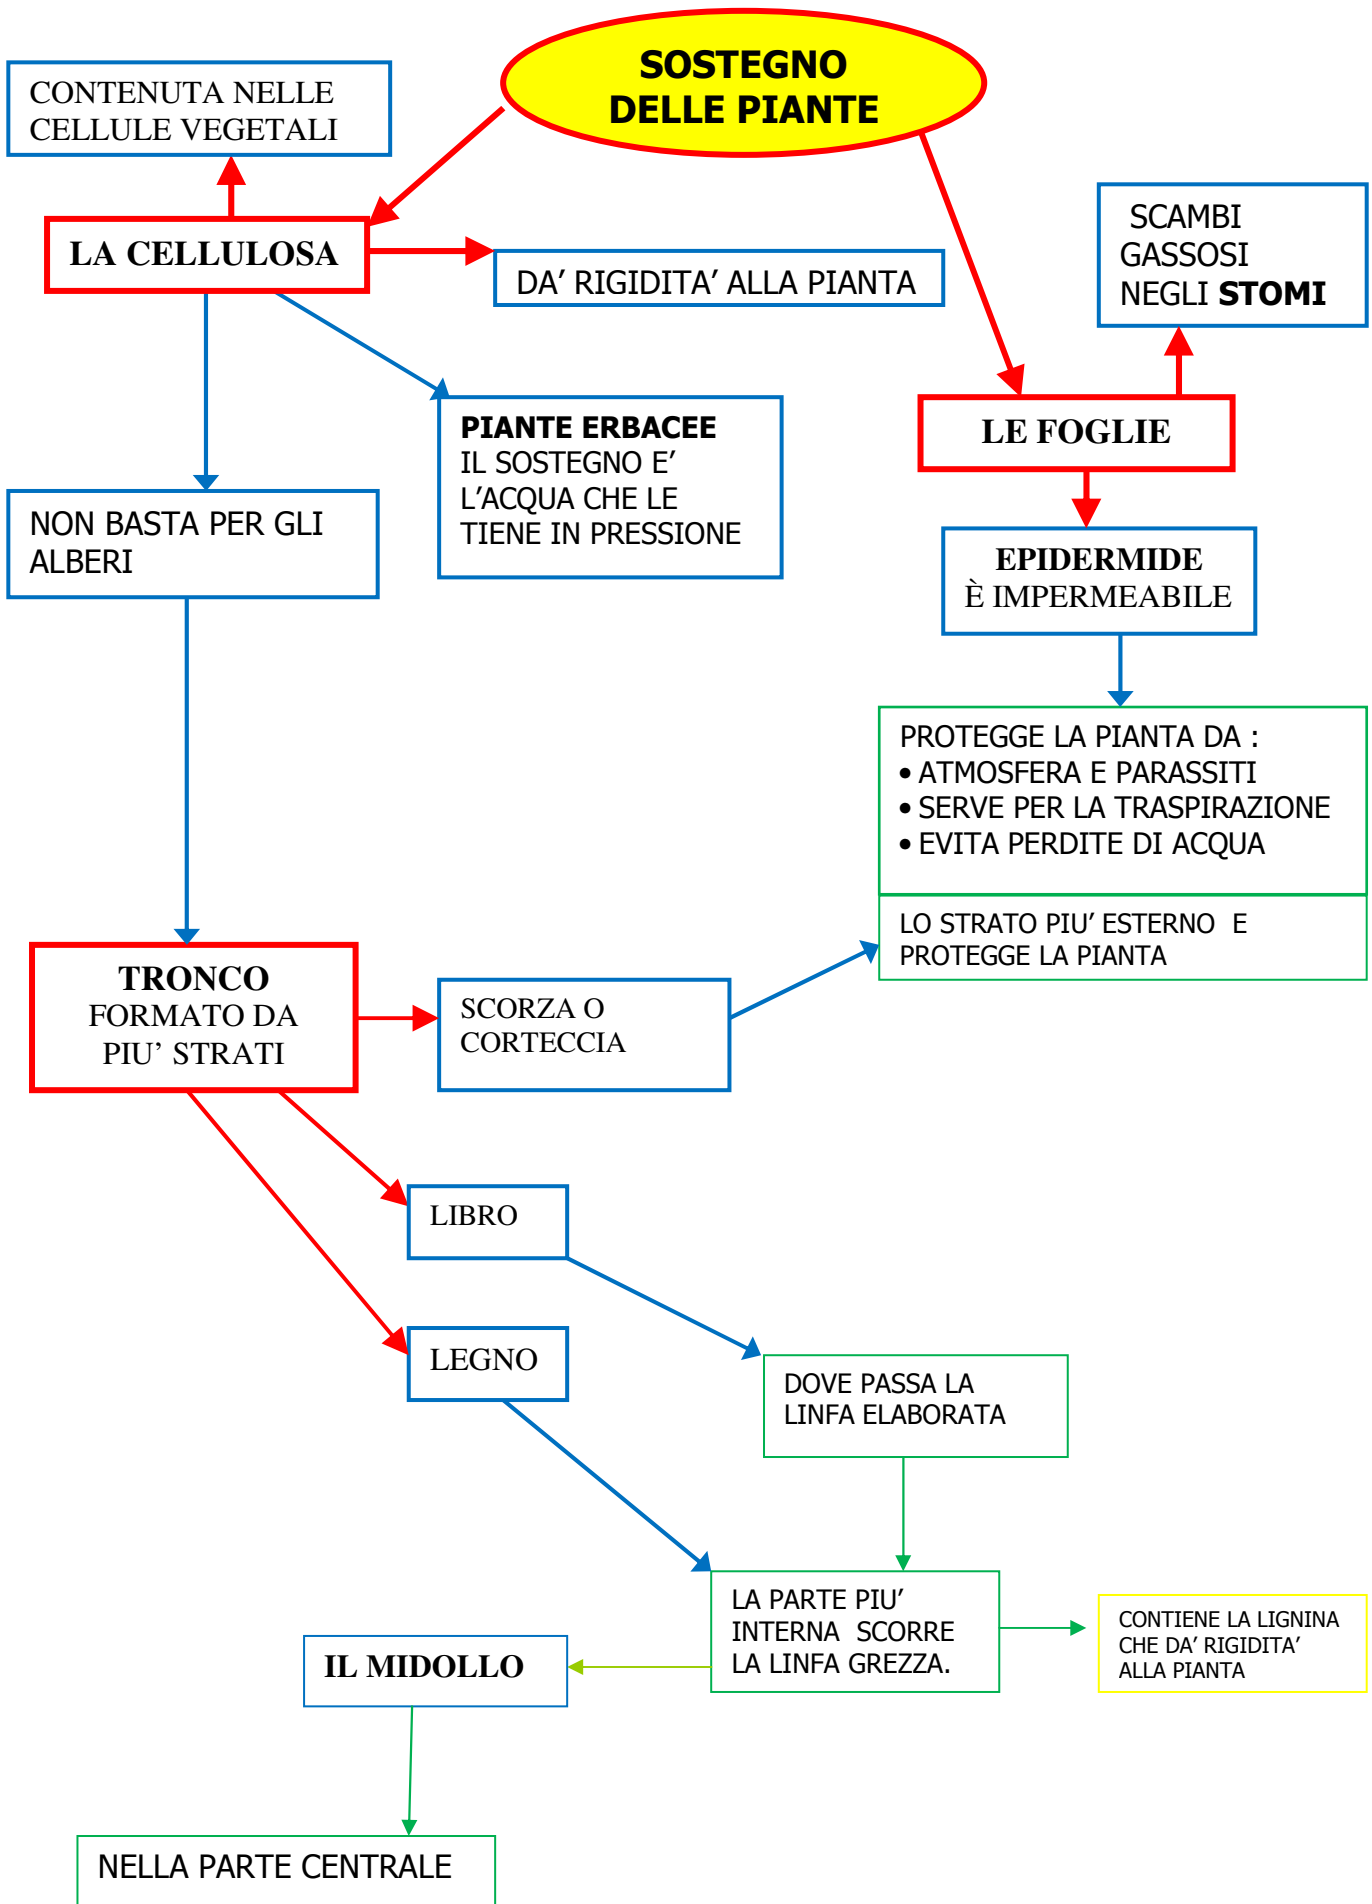 SOSTEGNO
DELLE PIANTE
CONTENUTA NELLE
CELLULE VEGETALI
LA CELLULOSA
DA’ RIGIDITA’ ALLA PIANTA
SCAMBI
GASSOSI
NEGLI STOMI
PIANTE ERBACEE
IL SOSTEGNO E’
L’ACQUA CHE LE
TIENE IN PRESSIONE
LE FOGLIE
NON BASTA PER GLI
ALBERI
EPIDERMIDE
È IMPERMEABILE
PROTEGGE LA PIANTA DA :
• ATMOSFERA E PARASSITI
• SERVE PER LA TRASPIRAZIONE
• EVITA PERDITE DI ACQUA
LO STRATO PIU’ ESTERNO E
PROTEGGE LA PIANTA
TRONCO
FORMATO DA
PIU’ STRATI
SCORZA O
CORTECCIA
LIBRO
LEGNO
DOVE PASSA LA
LINFA ELABORATA
LA PARTE PIU’
INTERNA SCORRE
LA LINFA GREZZA.
CONTIENE LA LIGNINA
CHE DA’ RIGIDITA’
ALLA PIANTA
IL MIDOLLO
NELLA PARTE CENTRALE